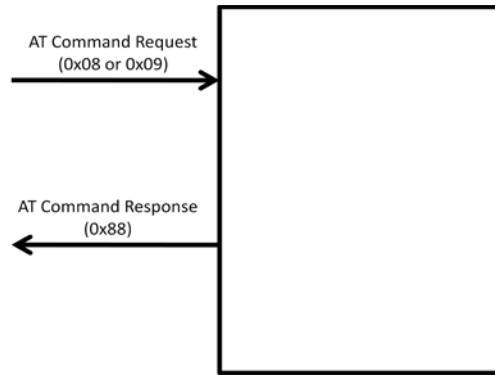 AT Command Request
(0x08 or 0x09)
AT Command Response
(0x88)